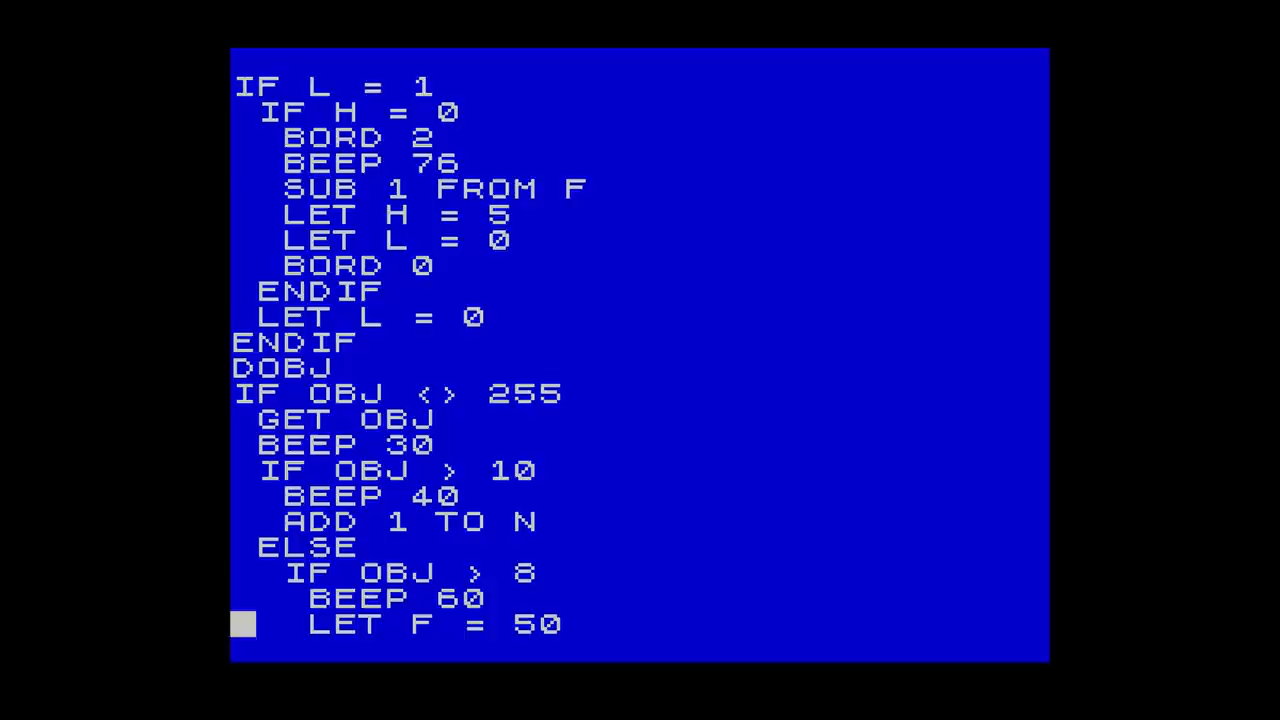 IF L = 1
 IF H = 0
  BORD 2
  BEEP 76
  SUB 1 FROM F
  LET H = 5
  LET L = 0
  BORD 0
 ENDIF
 LET L = 0
ENDIF
DOBJ
IF OBJ <> 255
 GET OBJ
 BEEP 30
 IF OBJ > 10
  BEEP 40
  ADD 1 TO N
 ELSE
  IF OBJ > 8
   BEEP 60
   LET F = 50